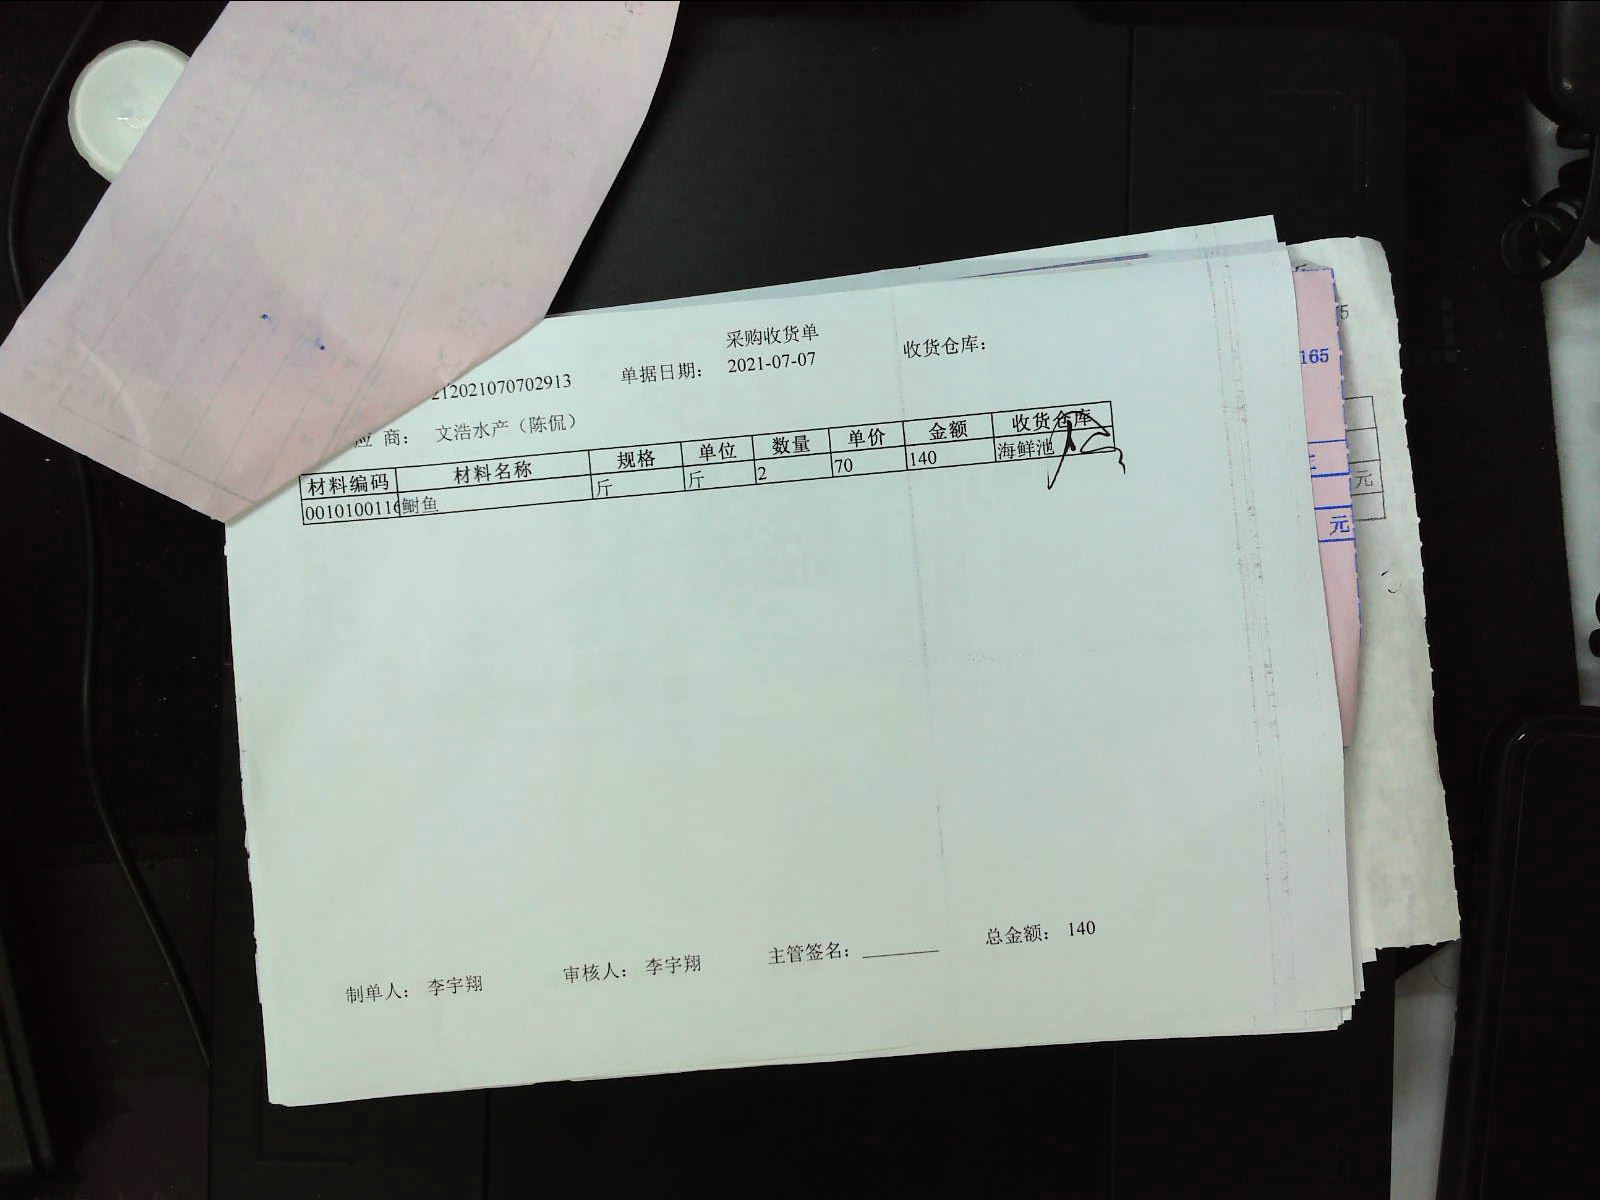 采购收货单
212021070702913 单据日期： 2021-07-07 收货仓库：
应 商： 文浩水产（陈侃）
材料编码 材料名称 规格 单位 数量 单价 金额 收货仓库
0010100116 鲥鱼 斤 斤 2 70 140 海鲜池
制单人： 李宇翔 审核人： 李宇翔 主管签名： 总金额： 140
5
165
元
元